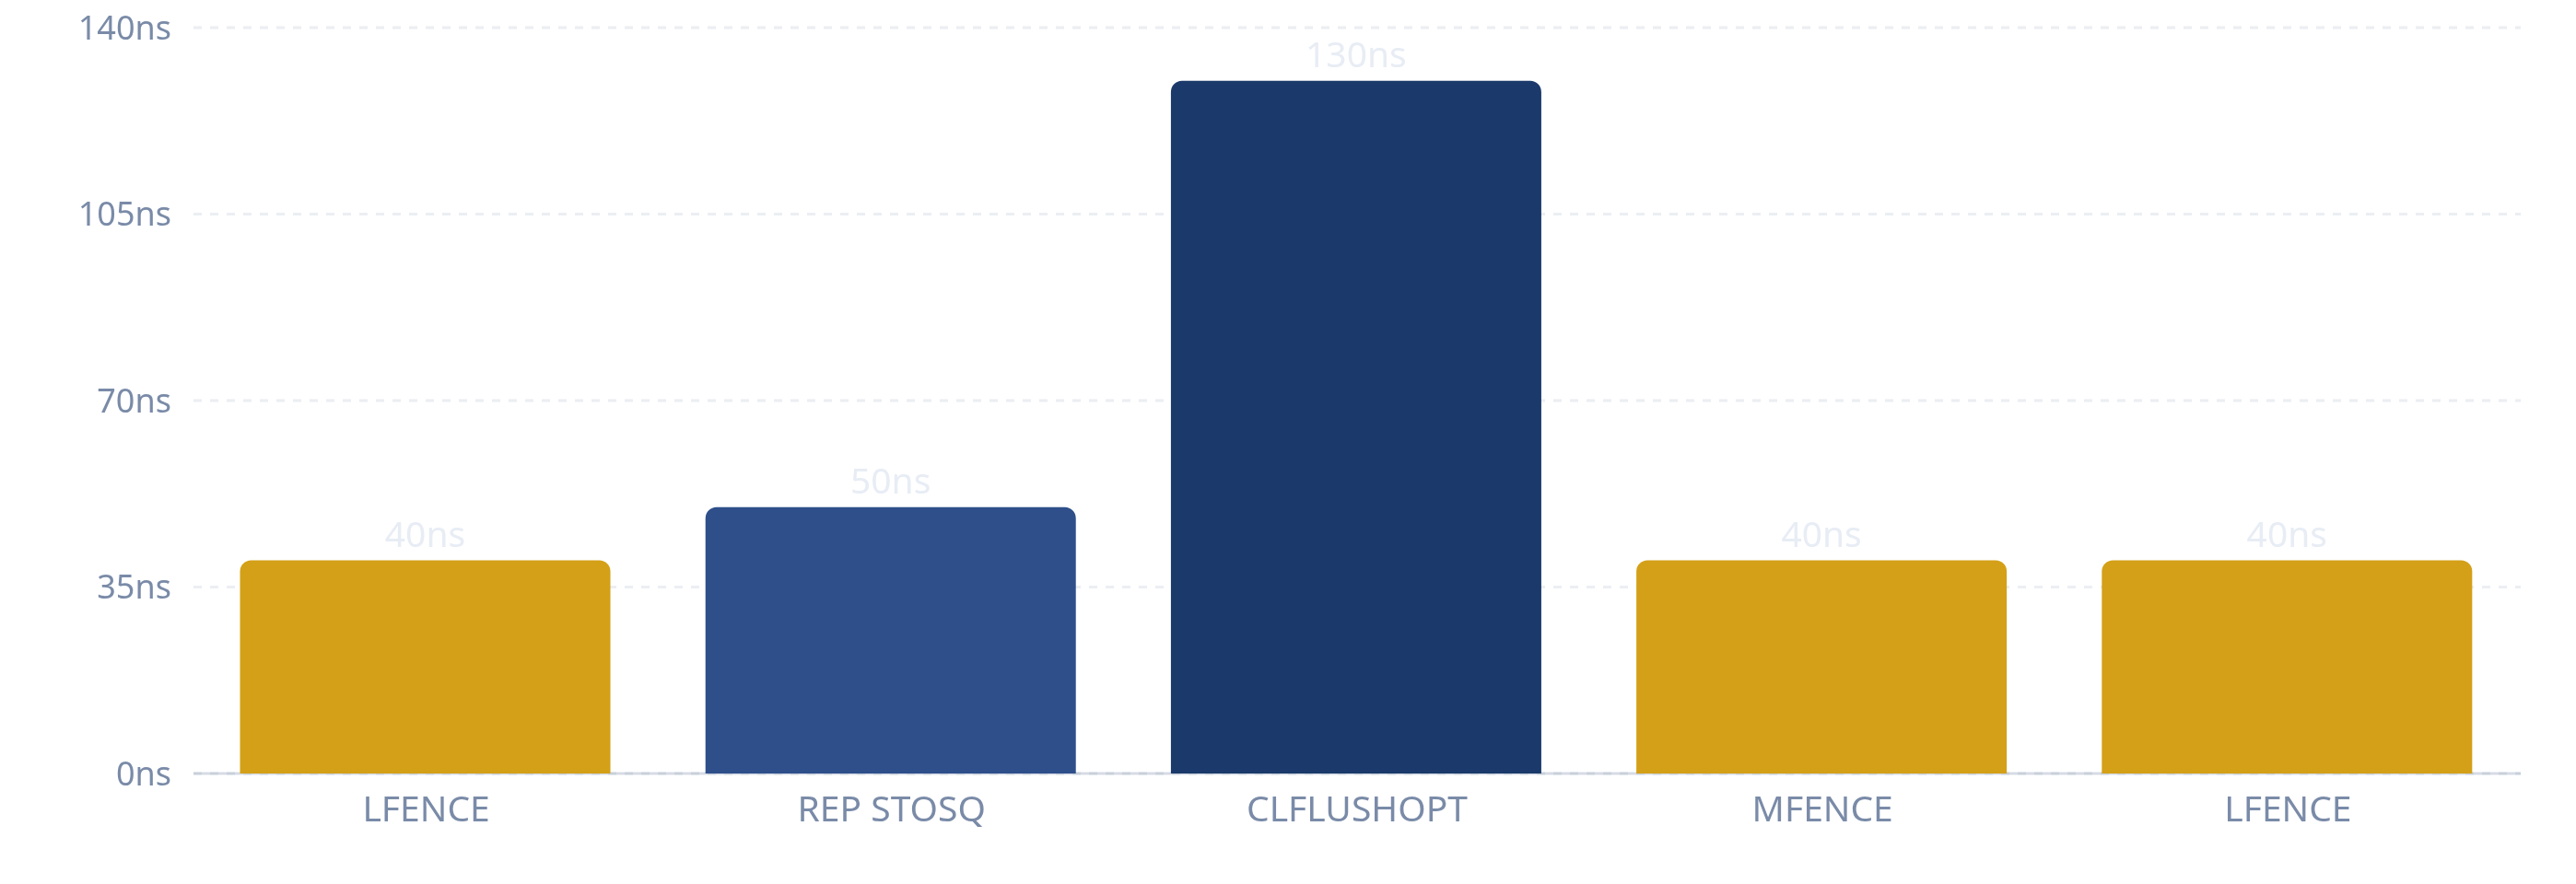 140ns
130ns
105ns
70ns
50ns
40ns
40ns
40ns
35ns
0ns
LFENCE
REP STOSQ
CLFLUSHOPT
MFENCE
LFENCE